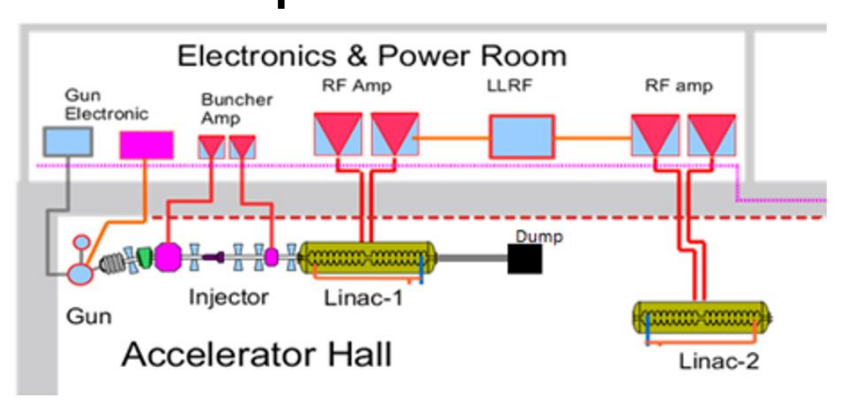 Electronics & Power Room
RF Amp
LLRF
RF amp
Gun
Electronic
Buncher
Amp
Dump
Injector
Linac-1
Gun
Accelerator Hall
Linac-2